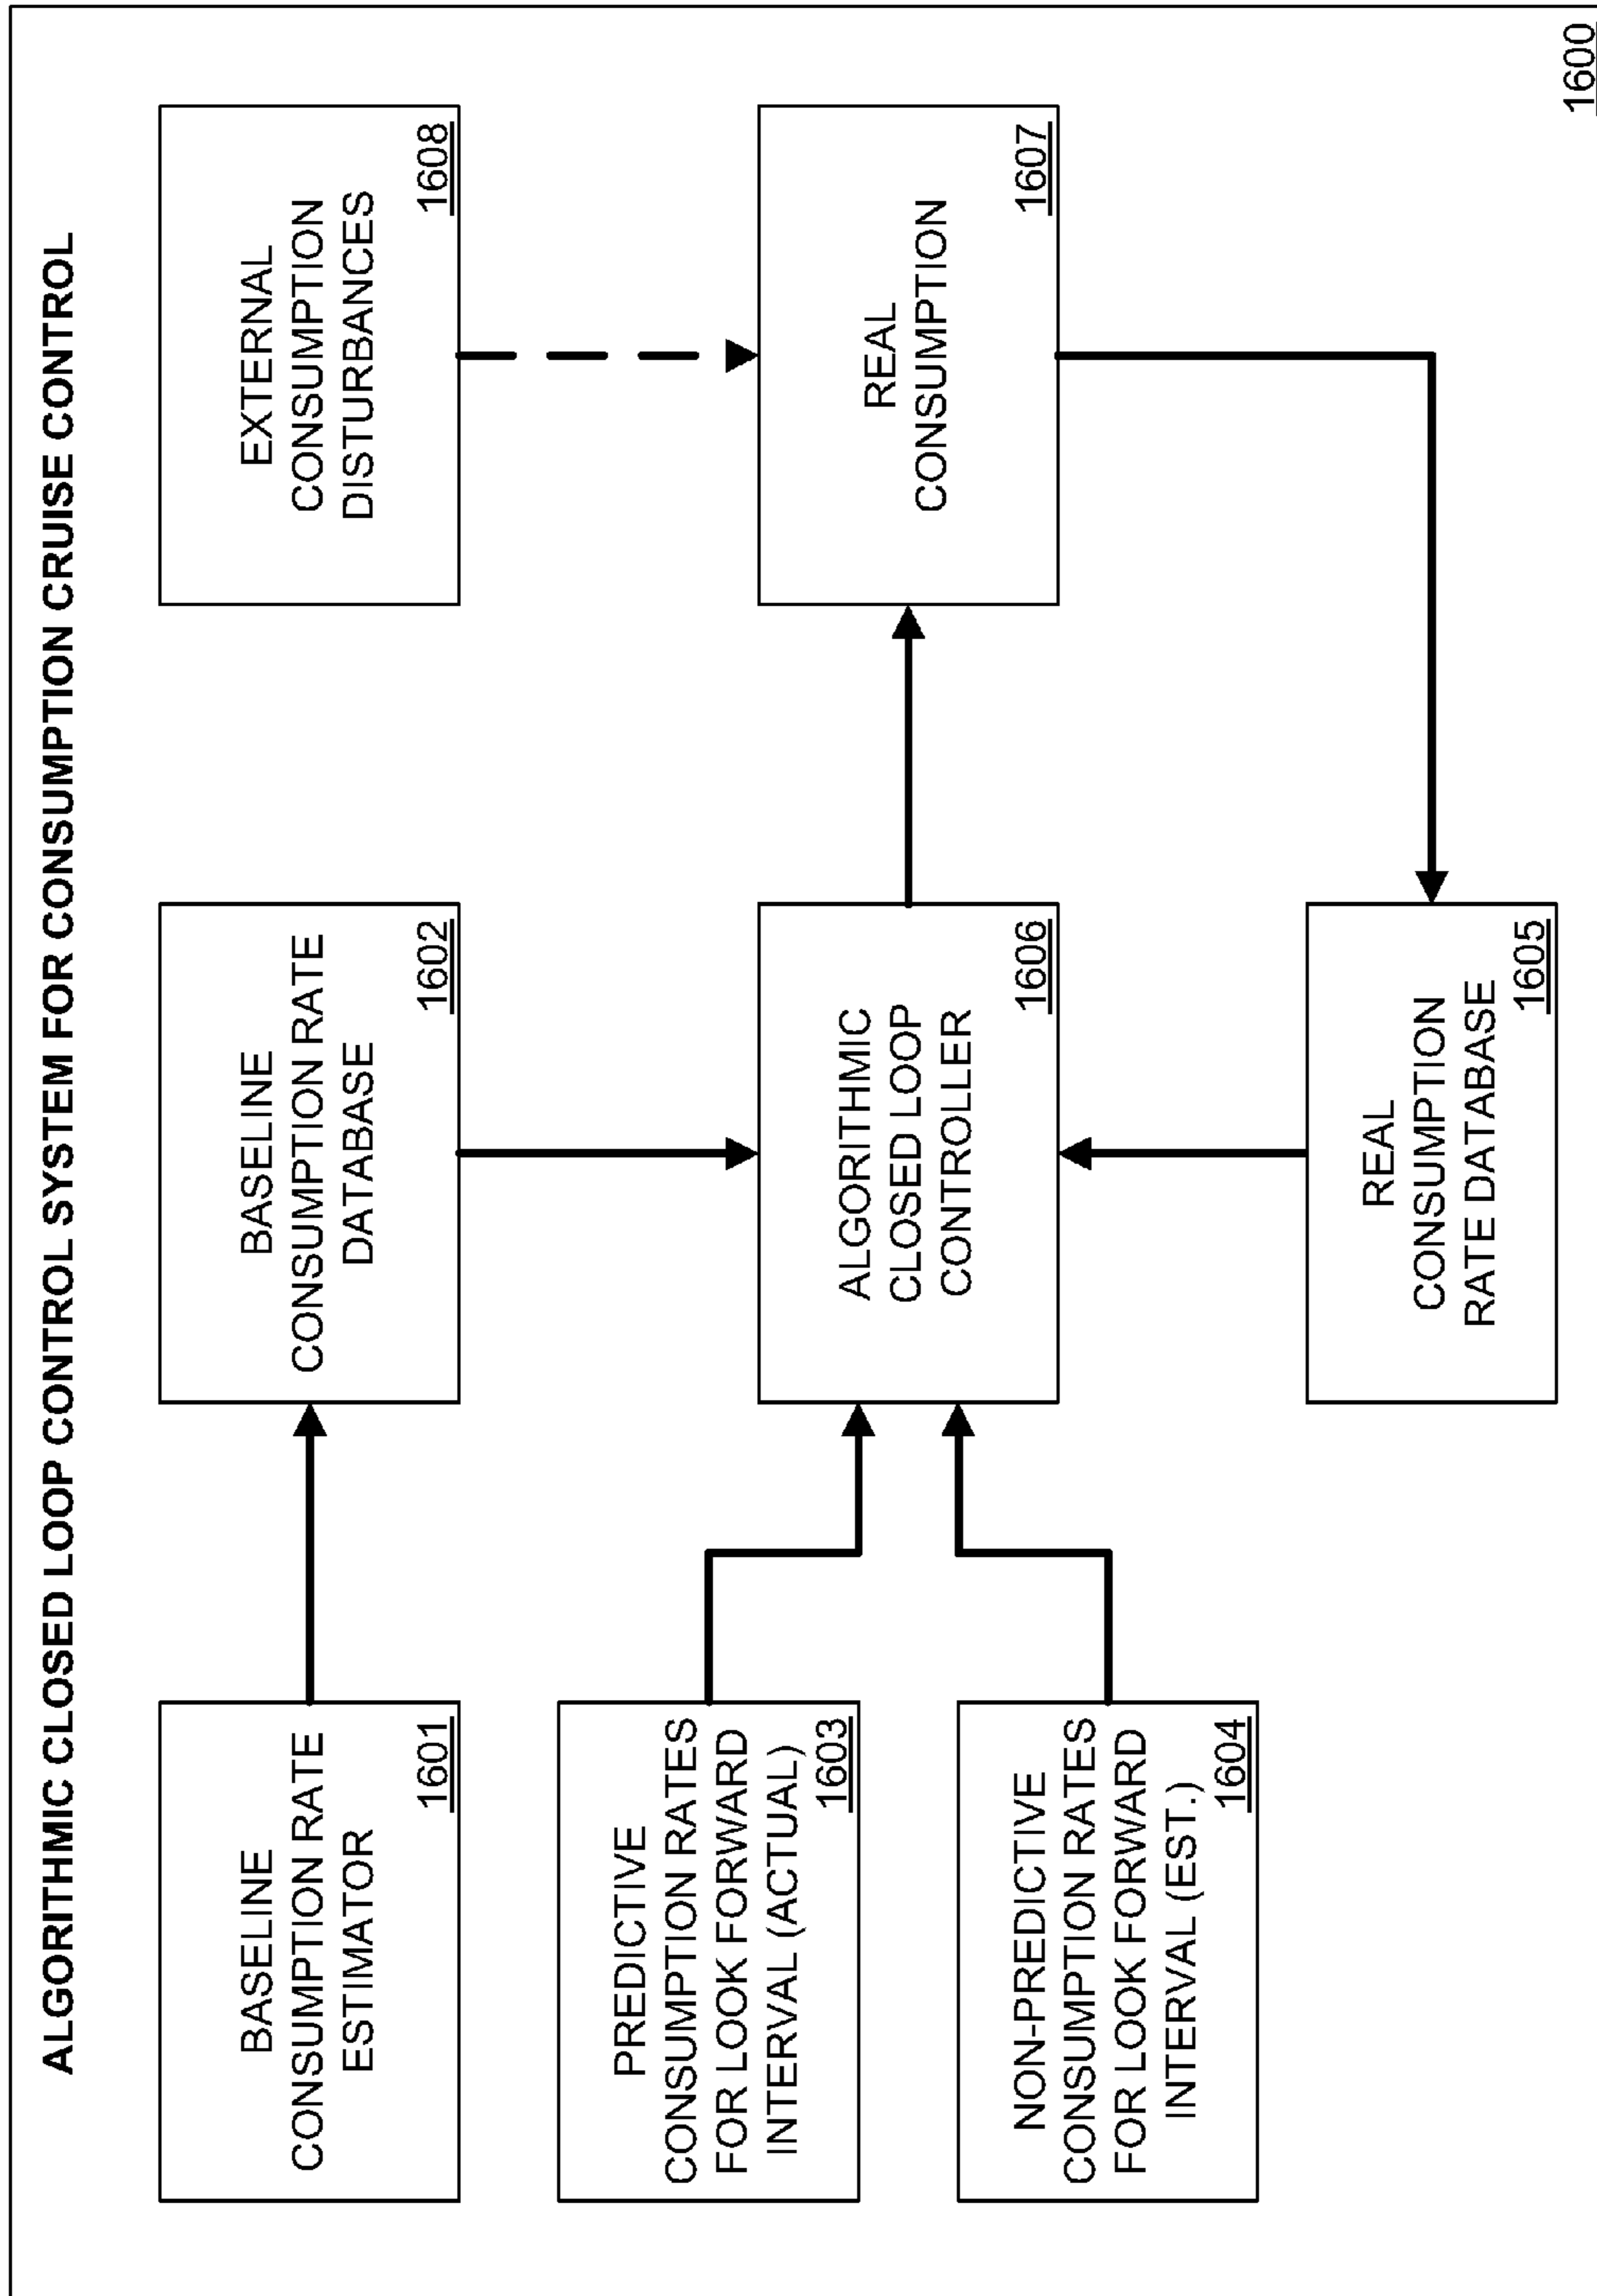 ALGORITHMIC CLOSED LOOP CONTROL SYSTEM FOR CONSUMPTION CRUISE CONTROL
BASELINE
CONSUMPTION RATE
ESTIMATOR
1601
BASELINE
CONSUMPTION RATE
DATABASE
1602
EXTERNAL
CONSUMPTION
DISTURBANCES
1608
PREDICTIVE
CONSUMPTION RATES
FOR LOOK FORWARD
INTERVAL (ACTUAL)
1603
NON-PREDICTIVE
CONSUMPTION RATES
FOR LOOK FORWARD
INTERVAL (EST.)
1604
ALGORITHMIC
CLOSED LOOP
CONTROLLER
1606
REAL
CONSUMPTION
1607
REAL
CONSUMPTION
RATE DATABASE
1605
1600